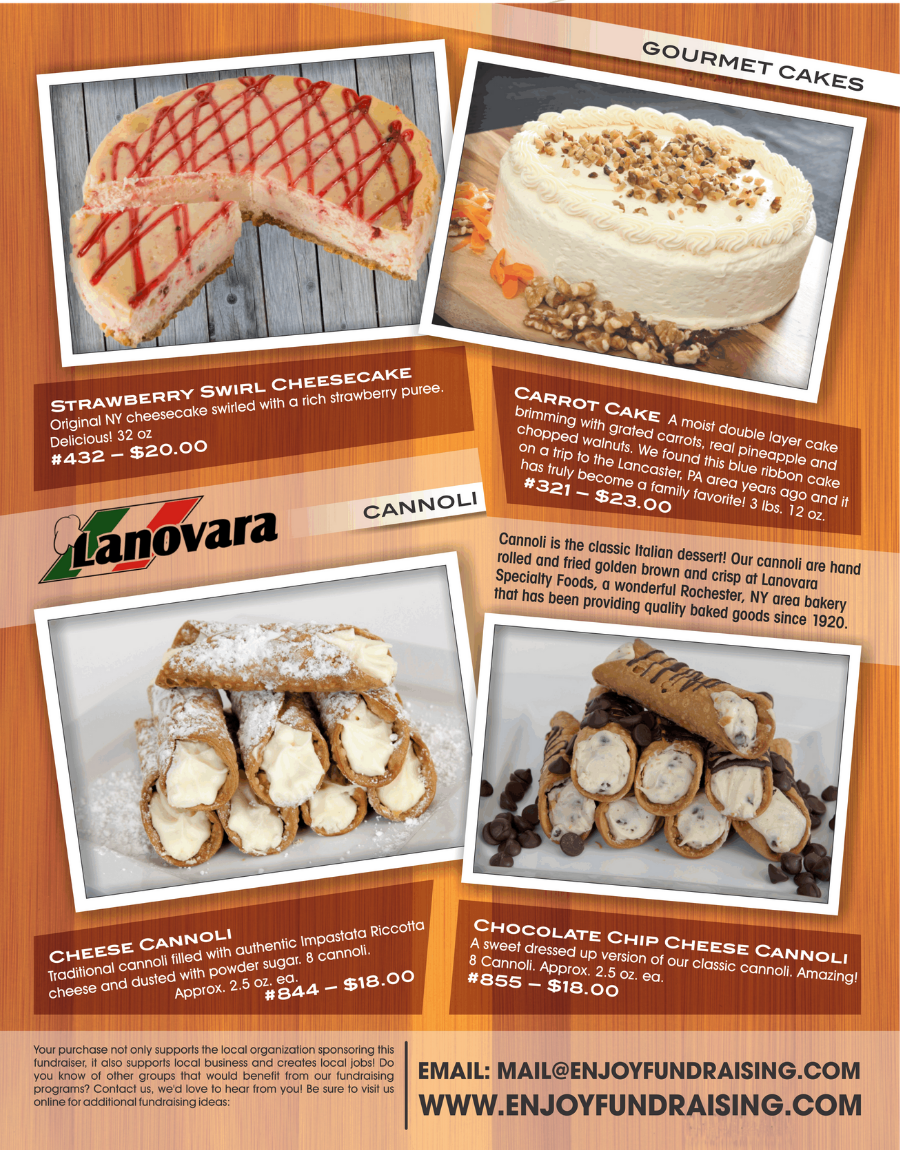 GOURMET CAKES
STRAWBERRY SWIRL CHEESECAKE
Original NY cheesecake swirled with a rich strawberry puree.
Delicious! 32 oz
#432 – $20.00
CARROT CAKE A moist double layer cake
brimming with grated carrots, real pineapple and
chopped walnuts. We found this blue ribbon cake
on a trip to the Lancaster, PA area years ago and it
has truly become a family favorite! 3 lbs. 12 oz.
#321 – $23.00
Lanovara
CANNOLI
Cannoli is the classic Italian dessert! Our cannoli are hand
rolled and fried golden brown and crisp at Lanovara
Specialty Foods, a wonderful Rochester, NY area bakery
that has been providing quality baked goods since 1920.
CHEESE CANNOLI
Traditional cannoli filled with authentic Impastata Riccotta
cheese and dusted with powder sugar. 8 cannoli.
Approx. 2.5 oz. ea.
#844 – $18.00
CHOCOLATE CHIP CHEESE CANNOLI
A sweet dressed up version of our classic cannoli. Amazing!
8 Cannoli. Approx. 2.5 oz. ea.
#855 – $18.00
Your purchase not only supports the local organization sponsoring this
fundraiser, it also supports local business and creates local jobs! Do
you know of other groups that would benefit from our fundraising
programs? Contact us, we'd love to hear from you! Be sure to visit us
online for additional fundraising ideas:
EMAIL: MAIL@ENJOYFUNDRAISING.COM
WWW.ENJOYFUNDRAISING.COM